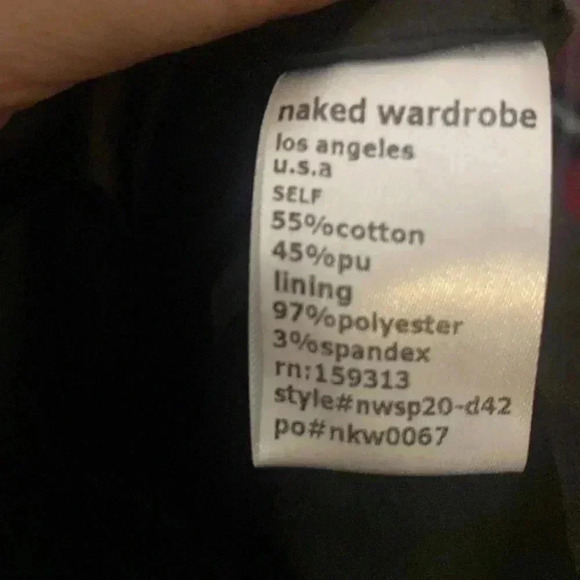 naked wardrobe
los angeles
u.s.a
SELF
55%cotton
45%pu
lining
97%polyester
3%spandex
rn:159313
style#nwsp20-d42
po#nkw0067